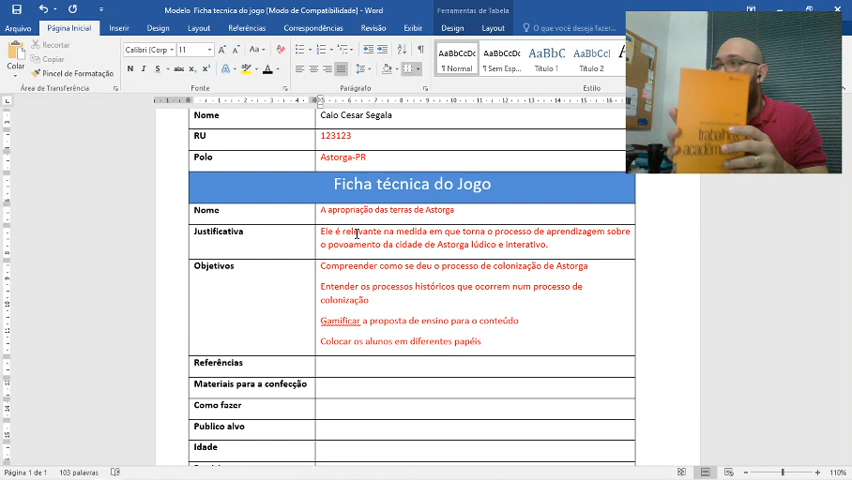 Modelo Ficha técnica do jogo [Modo de Compatibilidade] - Word
Ferramentas de Tabela
Arquivo Página Inicial Inserir Design Layout Referências Correspondências Revisão Exibir Design Layout O que você deseja fazer...
Colar
Recortar
Copiar
Pincel de Formatação
Calibri (Corp 11
N I S
AaBbCcDc AaBbCcDc AaBbC AaBbCcC
¶ Normal ¶ Sem Esp... Título 1 Título 2
Área de Transferência Fonte Parágrafo Estilo
Nome Caio Cesar Segala
RU 123123
Polo Astorga-PR
Ficha técnica do Jogo
Nome A apropriação das terras de Astorga
Justificativa Ele é relevante na medida em que torna o processo de aprendizagem sobre
o povoamento da cidade de Astorga lúdico e interativo.
Objetivos Compreender como se deu o processo de colonização de Astorga
Entender os processos históricos que ocorrem num processo de
colonização
Gamificar a proposta de ensino para o conteúdo
Colocar os alunos em diferentes papéis
Referências
Materiais para a confecção
Como fazer
Publico alvo
Idade
trabalhos
acadêmicos
Página 1 de 1 103 palavras
110%